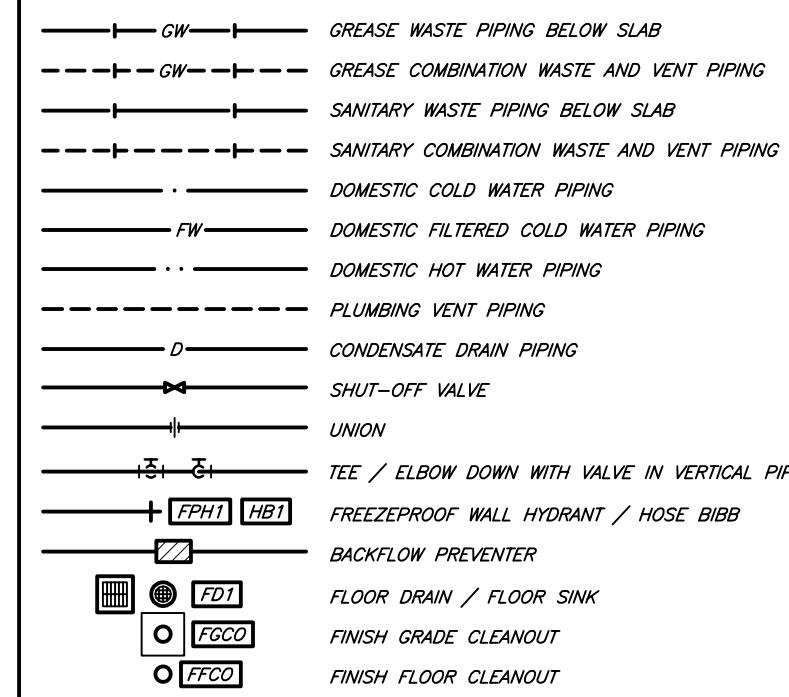 GW GREASE WASTE PIPING BELOW SLAB
GW GREASE COMBINATION WASTE AND VENT PIPING
SANITARY WASTE PIPING BELOW SLAB
SANITARY COMBINATION WASTE AND VENT PIPING
DOMESTIC COLD WATER PIPING
FW DOMESTIC FILTERED COLD WATER PIPING
DOMESTIC HOT WATER PIPING
PLUMBING VENT PIPING
D CONDENSATE DRAIN PIPING
SHUT-OFF VALVE
UNION
TEE / ELBOW DOWN WITH VALVE IN VERTICAL
FPH1 HB1 FREEZEPROOF WALL HYDRANT / HOSE BIBB
BACKFLOW PREVENTER
FD1 FLOOR DRAIN / FLOOR SINK
FGCO FINISH GRADE CLEANOUT
FFCO FINISH FLOOR CLEANOUT